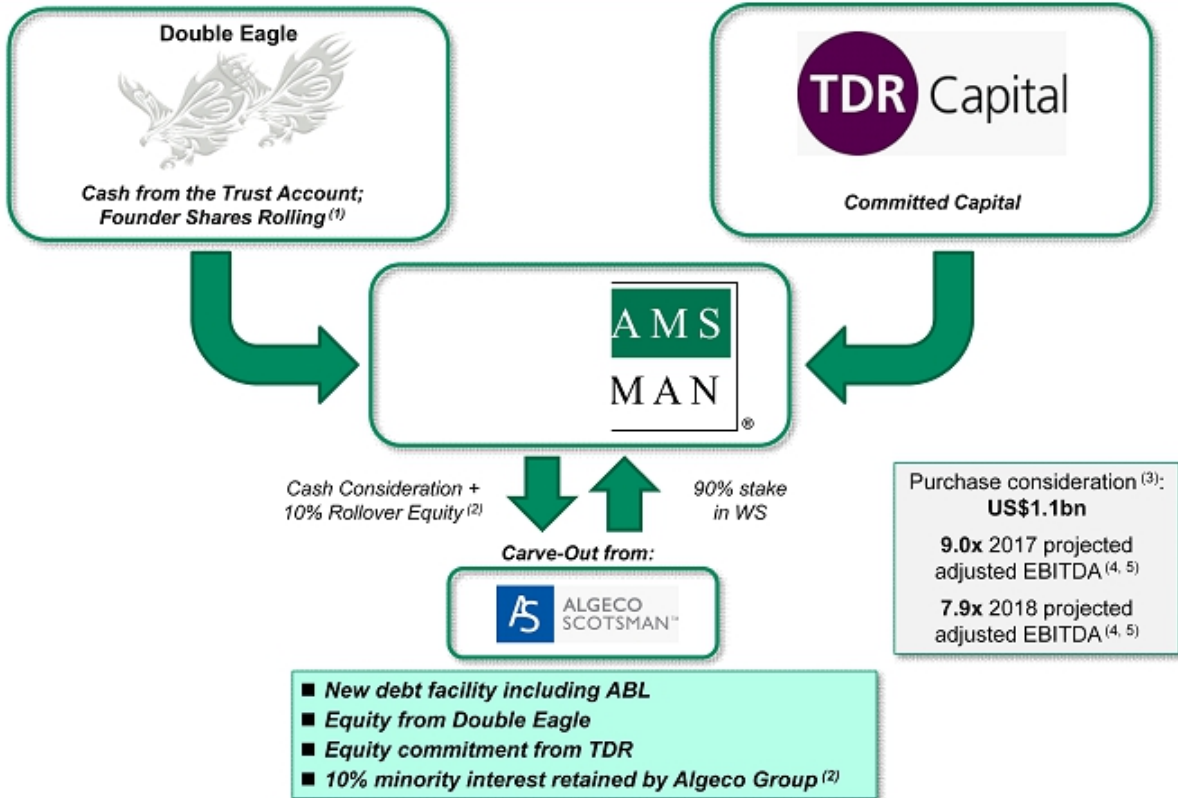 Double Eagle
Cash from the Trust Account;
Founder Shares Rolling (1)
TDR Capital
Committed Capital
AMS
MAN
®
Cash Consideration +
10% Rollover Equity (2)
90% stake
in WS
Carve-Out from:
AS ALGECO
SCOTSMAN™
Purchase consideration (3):
US$1.1bn
9.0x 2017 projected
adjusted EBITDA (4, 5)
7.9x 2018 projected
adjusted EBITDA (4, 5)
■ New debt facility including ABL
■ Equity from Double Eagle
■ Equity commitment from TDR
■ 10% minority interest retained by Algeco Group (2)